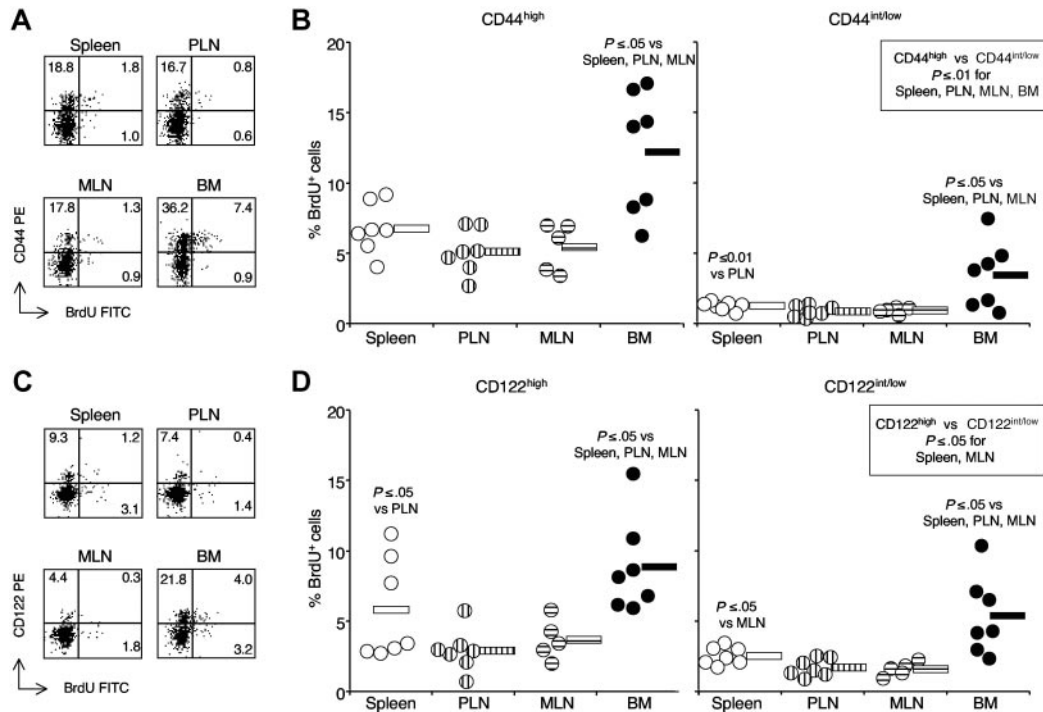 A
Spleen
PLN
18.8
1.8
16.7
0.8
1.0
0.6
MLN
BM
17.8
1.3
36.2
7.4
0.9
0.9
CD44 PE
BrdU FITC
B
CD44high
CD44int/low
20
15
10
5
0
% BrdU+ cells
P ≤.05 vs
Spleen, PLN, MLN
CD44high vs CD44int/low
P ≤.01 for
Spleen, PLN, MLN, BM
P ≤0.01
vs PLN
P ≤.05 vs
Spleen, PLN, MLN
Spleen
PLN
MLN
BM
Spleen
PLN
MLN
BM
C
Spleen
PLN
9.3
1.2
7.4
0.4
3.1
1.4
MLN
BM
4.4
0.3
21.8
4.0
1.8
3.2
CD122 PE
BrdU FITC
D
CD122high
CD122int/low
20
15
10
5
0
% BrdU+ cells
P ≤.05
vs PLN
P ≤.05 vs
Spleen, PLN, MLN
CD122high vs CD122int/low
P ≤.05 for
Spleen, MLN
P ≤.05
vs MLN
P ≤.05 vs
Spleen, PLN, MLN
Spleen
PLN
MLN
BM
Spleen
PLN
MLN
BM